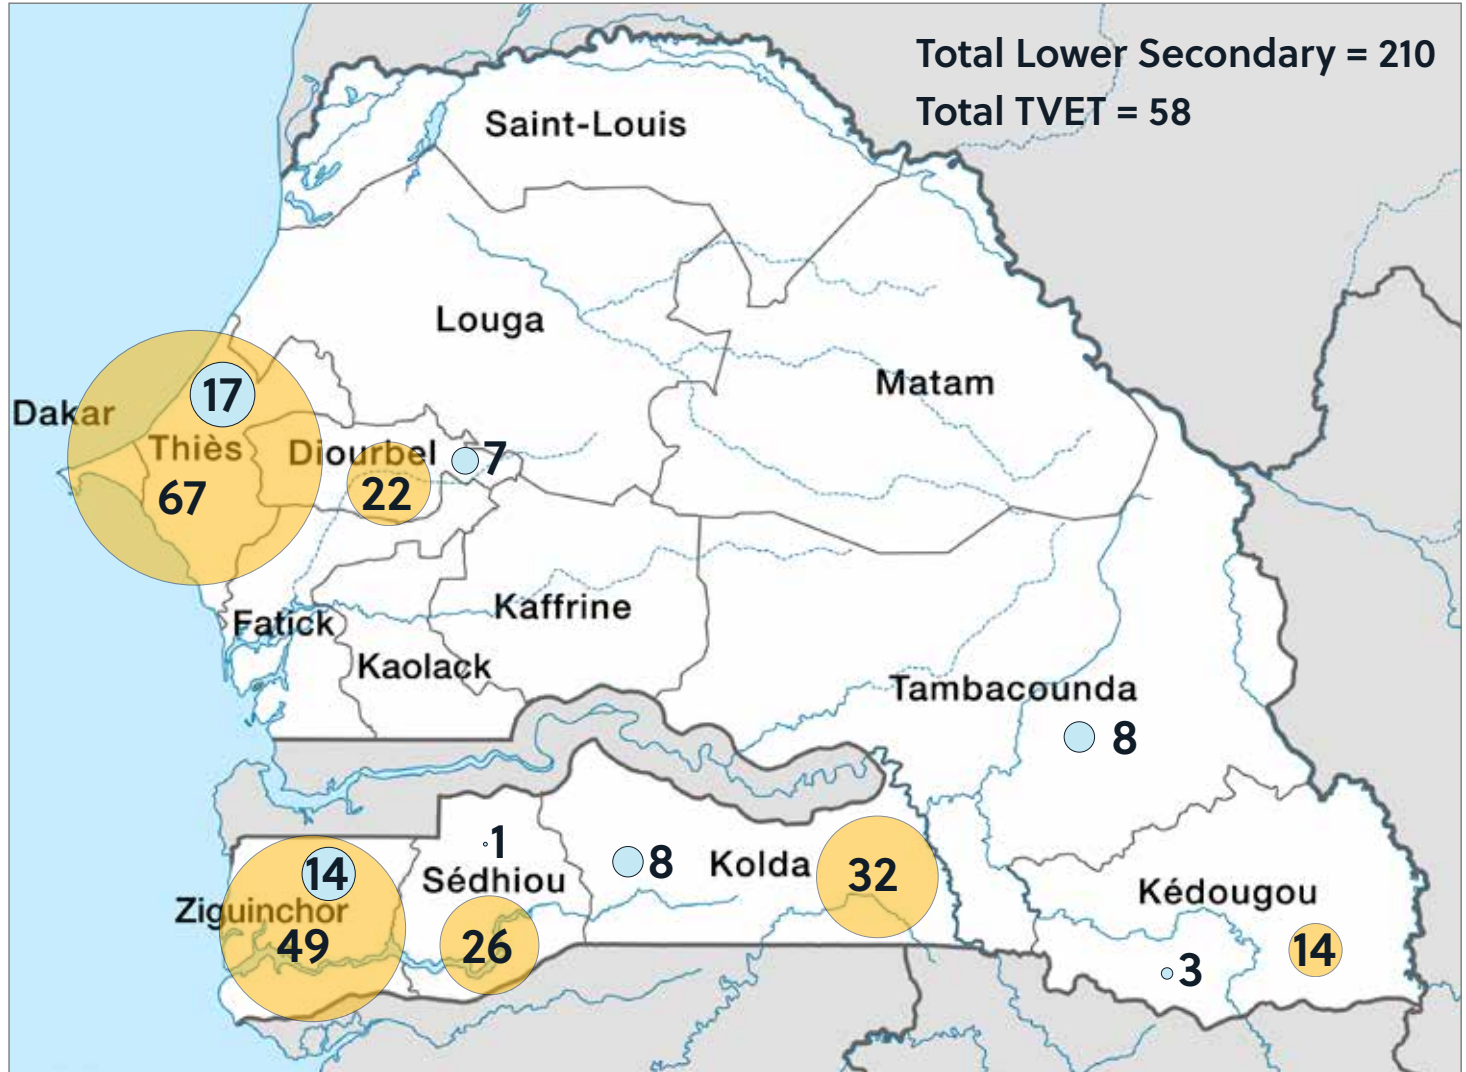 Total Lower Secondary = 210
Total TVET = 58
Saint-Louis
Louga
Matam
17
Dakar
Thiès
Diourbel
7
67
22
Kaffrine
Fatick
Kaolack
Tambacounda
8
1
14
Sédhiou
8
Kolda
32
Kédougou
Ziguinchor
49
26
14
3